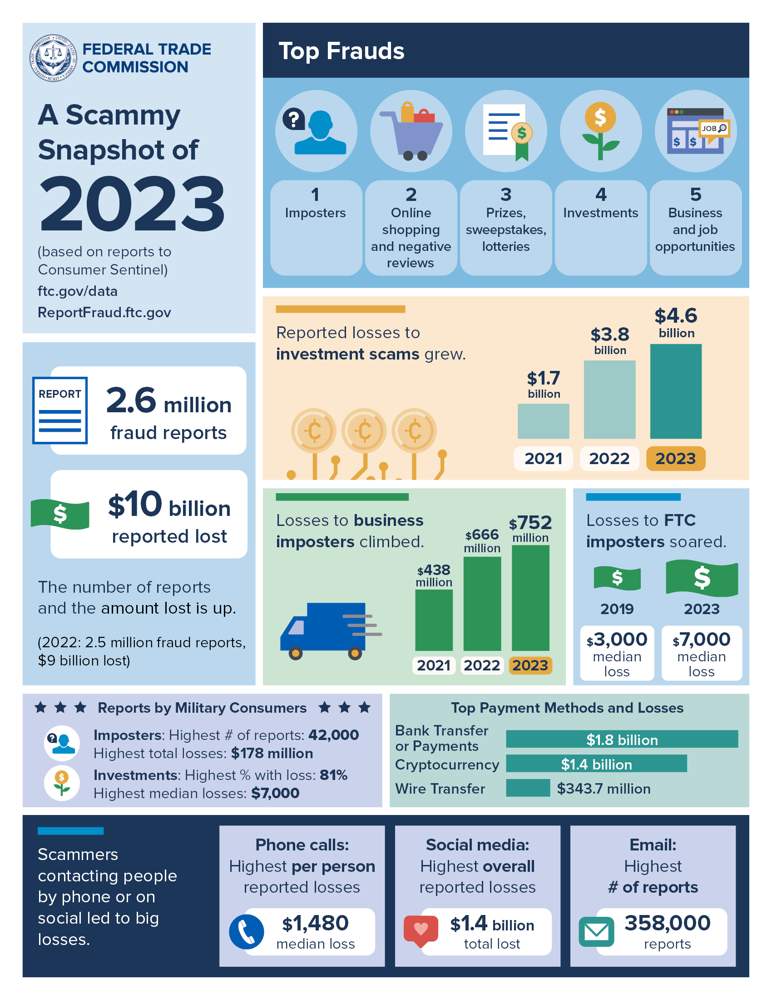 FEDERAL TRADE
COMMISSION
FEDERAL TRADE COMMISSION
UNITED STATES OF AMERICA
MCMXV
A Scammy
Snapshot of
2023
(based on reports to
Consumer Sentinel)
ftc.gov/data
ReportFraud.ftc.gov
Top Frauds
?
$
$
JOB
$ $
1
Imposters
2
Online
shopping
and negative
reviews
3
Prizes,
sweepstakes,
lotteries
4
Investments
5
Business
and job
opportunities
REPORT
2.6 million
fraud reports
$
$10 billion
reported lost
The number of reports
and the amount lost is up.
(2022: 2.5 million fraud reports,
$9 billion lost)
Reported losses to
investment scams grew.
$1.7
billion
2021
$3.8
billion
2022
$4.6
billion
2023
Losses to business
imposters climbed.
$438
million
2021
$666
million
2022
$752
million
2023
Losses to FTC
imposters soared.
$
2019
$3,000
median
loss
$
2023
$7,000
median
loss
Reports by Military Consumers
?
Imposters: Highest # of reports: 42,000
Highest total losses: $178 million
$
Investments: Highest % with loss: 81%
Highest median losses: $7,000
Top Payment Methods and Losses
Bank Transfer
or Payments
$1.8 billion
Cryptocurrency
$1.4 billion
Wire Transfer
$343.7 million
Scammers
contacting people
by phone or on
social led to big
losses.
Phone calls:
Highest per person
reported losses
$1,480
median loss
Social media:
Highest overall
reported losses
$1.4 billion
total lost
Email:
Highest
# of reports
358,000
reports